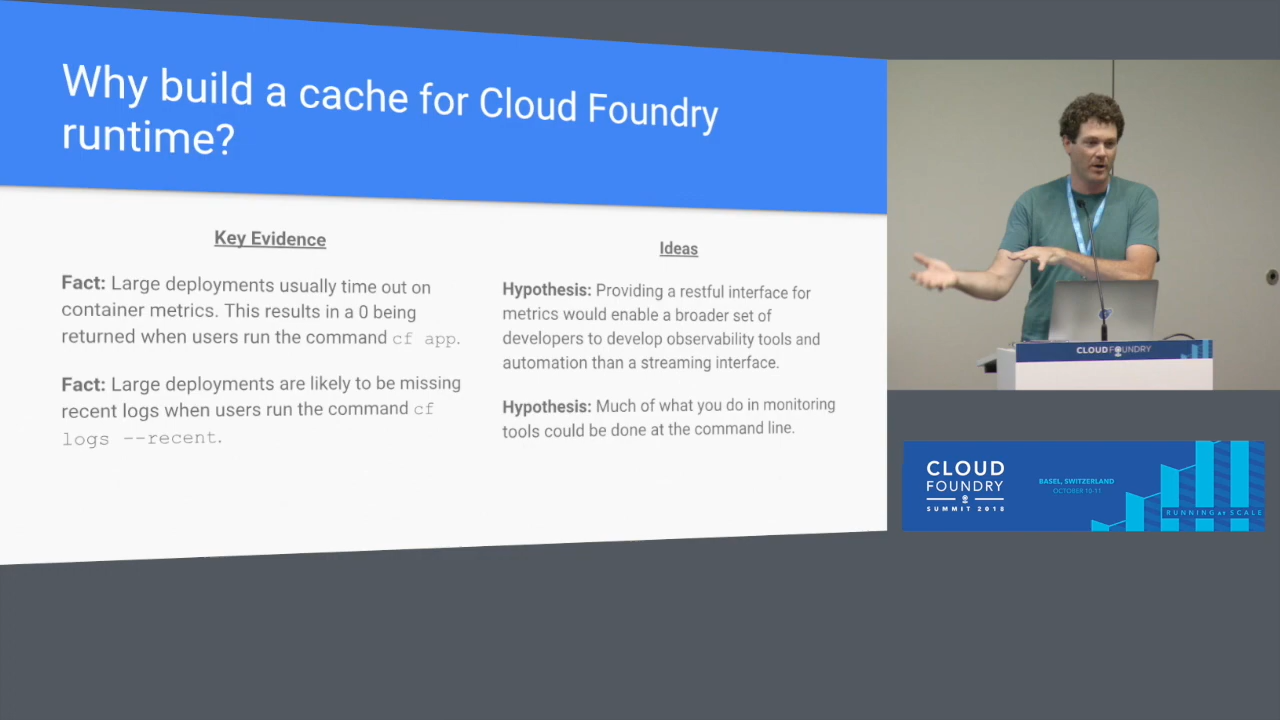 Why build a cache for Cloud Foundry
runtime?
Key Evidence
Fact: Large deployments usually time out on
container metrics. This results in a 0 being
returned when users run the command cf app.
Fact: Large deployments are likely to be missing
recent logs when users run the command cf
logs --recent.
Ideas
Hypothesis: Providing a restful interface for
metrics would enable a broader set of
developers to develop observability tools and
automation than a streaming interface.
Hypothesis: Much of what you do in monitoring
tools could be done at the command line.
CLOUD FOUNDRY
CLOUD
FOUNDRY
SUMMIT 2018
BASEL, SWITZERLAND
OCTOBER 10-11
RUNNING AT SCALE